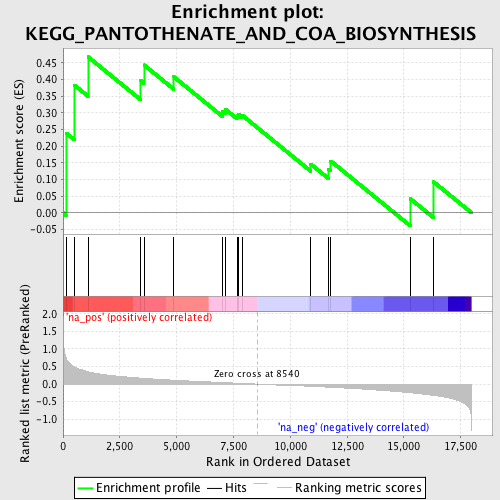 Enrichment plot:
KEGG_PANTOTHENATE_AND_COA_BIOSYNTHESIS
Enrichment score (ES)
0.45
0.40
0.35
0.30
0.25
0.20
0.15
0.10
0.05
0.00
-0.05
'na_pos' (positively correlated)
Ranked list metric (PreRanked)
2.0
1.5
1.0
0.5
0.0
-0.5
-1.0
Zero cross at 8540
'na_neg' (negatively correlated)
0 2,500 5,000 7,500 10,000 12,500 15,000 17,500
Rank in Ordered Dataset
Enrichment profile Hits Ranking metric scores